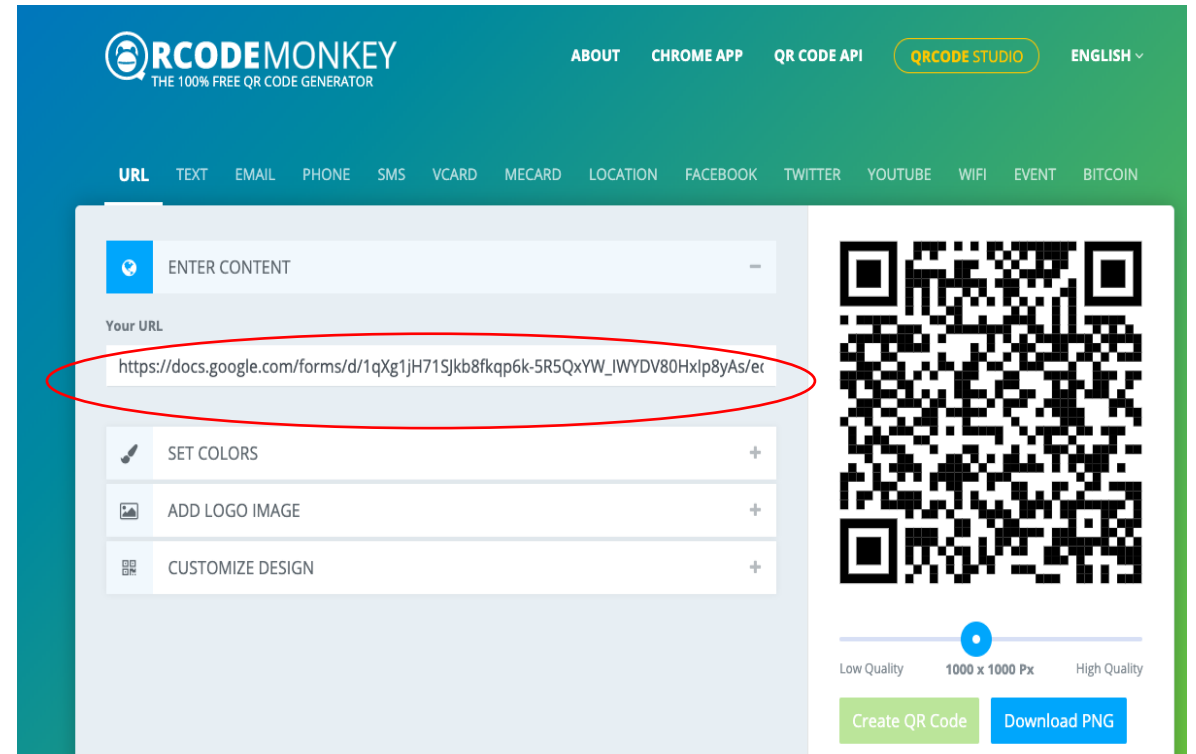 QRCODEMONKEY
THE 100% FREE QR CODE GENERATOR
ABOUT CHROME APP QR CODE API QRCODE STUDIO ENGLISH
URL TEXT EMAIL PHONE SMS VCARD MECARD LOCATION FACEBOOK TWITTER YOUTUBE WIFI EVENT BITCOIN
ENTER CONTENT
Your URL
https://docs.google.com/forms/d/1qXg1jH71SJkb8fkqp6k-5R5QxYW_IWYDV80HxIp8yAs/ec
SET COLORS
ADD LOGO IMAGE
CUSTOMIZE DESIGN
Low Quality 1000 x 1000 Px High Quality
Create QR Code Download PNG